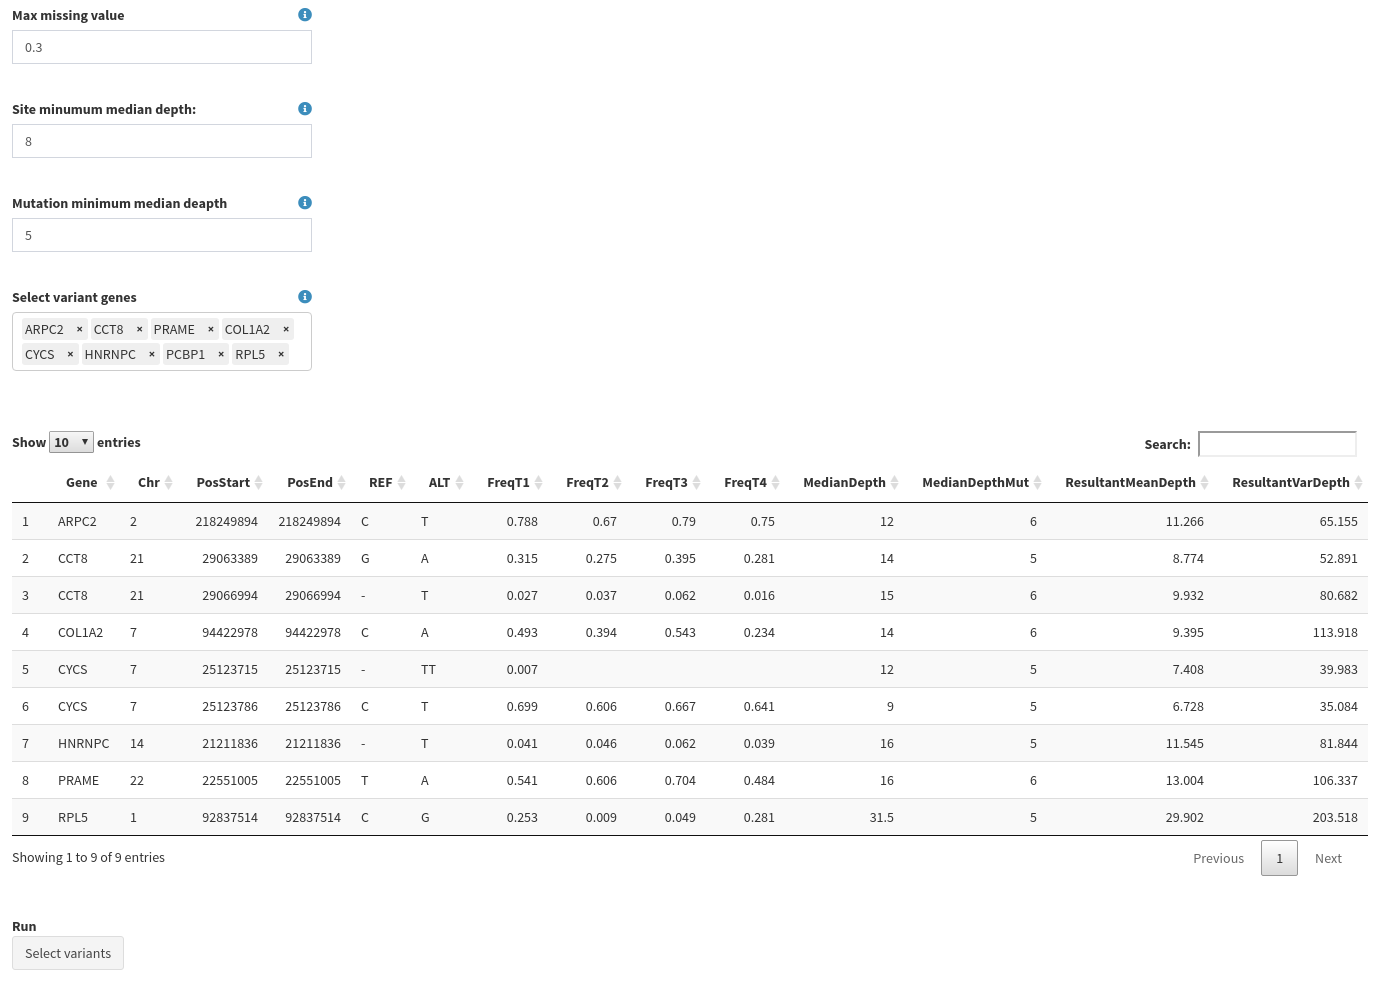 Max missing value
0.3
Site minumum median depth:
8
Mutation minimum median deapth
5
Select variant genes
ARPC2 × CCT8 × PRAME × COL1A2 ×
CYCS × HNRNPC × PCBP1 × RPL5 ×
Show 10 entries Search:
Gene Chr PosStart PosEnd REF ALT FreqT1 FreqT2 FreqT3 FreqT4 MedianDepth MedianDepthMut ResultantMeanDepth ResultantVarDepth
1 ARPC2 2 218249894 218249894 C T 0.788 0.67 0.79 0.75 12 6 11.266 65.155
2 CCT8 21 29063389 29063389 G A 0.315 0.275 0.395 0.281 14 5 8.774 52.891
3 CCT8 21 29066994 29066994 - T 0.027 0.037 0.062 0.016 15 6 9.932 80.682
4 COL1A2 7 94422978 94422978 C A 0.493 0.394 0.543 0.234 14 6 9.395 113.918
5 CYCS 7 25123715 25123715 - TT 0.007 12 5 7.408 39.983
6 CYCS 7 25123786 25123786 C T 0.699 0.606 0.667 0.641 9 5 6.728 35.084
7 HNRNPC 14 21211836 21211836 - T 0.041 0.046 0.062 0.039 16 5 11.545 81.844
8 PRAME 22 22551005 22551005 T A 0.541 0.606 0.704 0.484 16 6 13.004 106.337
9 RPL5 1 92837514 92837514 C G 0.253 0.009 0.049 0.281 31.5 5 29.902 203.518
Showing 1 to 9 of 9 entries Previous 1 Next
Run
Select variants